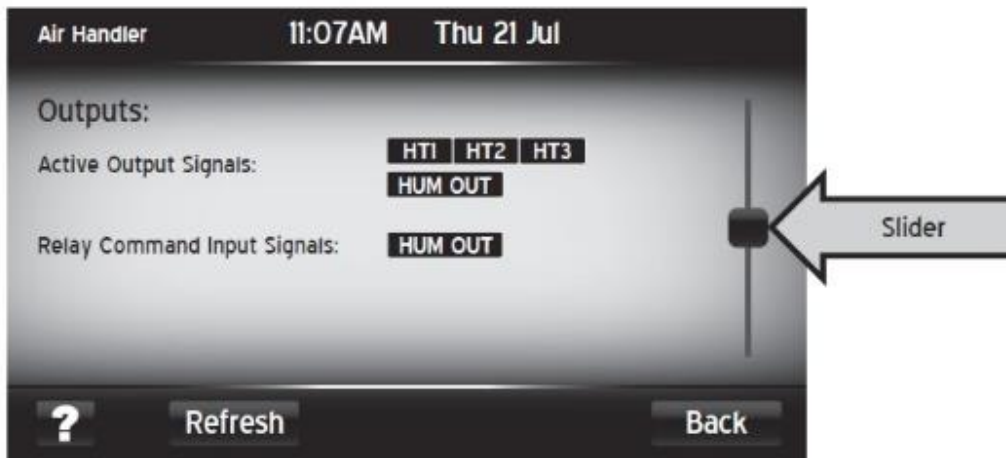 Air Handler 11:07AM Thu 21 Jul
Outputs:
Active Output Signals: HT1 HT2 HT3
HUM OUT
Relay Command Input Signals: HUM OUT
Slider
? Refresh Back